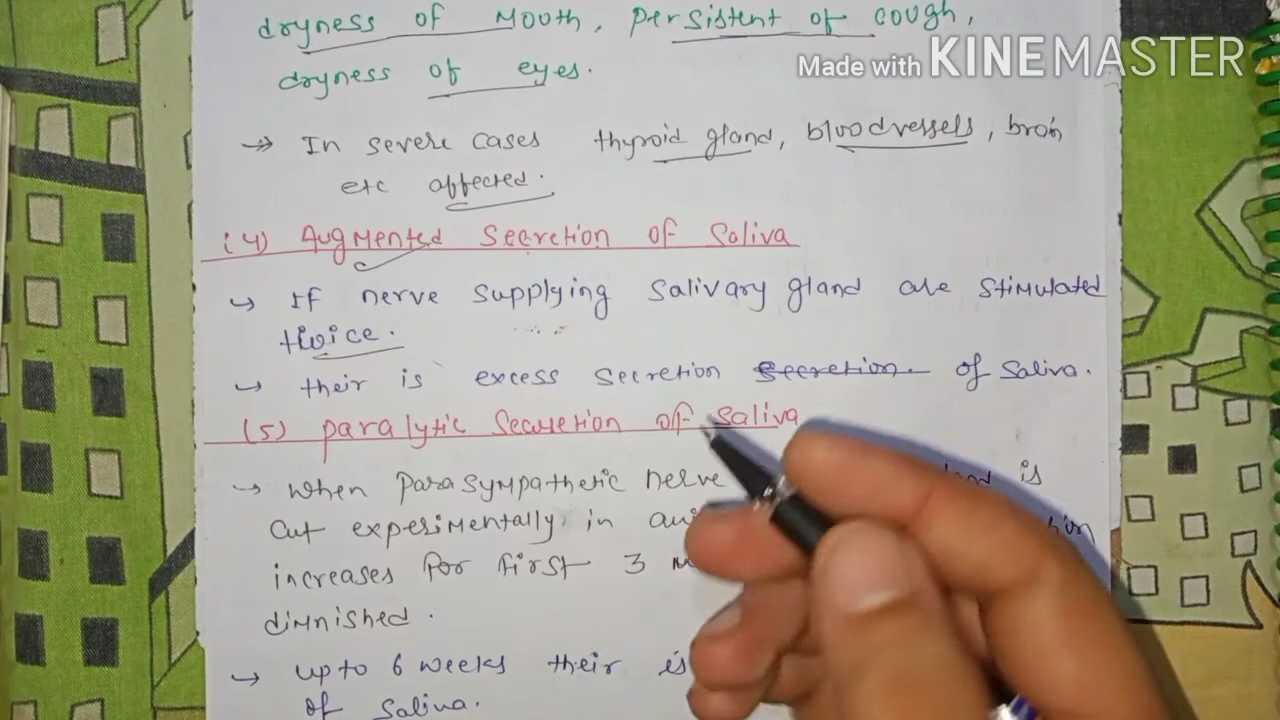 dryness of Mouth, Persistent of cough,
Made with KINEMASTER
dryness of eyes.
In severe cases thyroid gland, bloodvessels, brain
etc affected.
(4) Augmented Secretion of Saliva
If nerve supplying salivary gland are stimulated
twice.
their is excess secretion secretion of saliva.
(5) Paralytic Secretion of saliva
When parasympathetic nerve is
cut experimentally in
increases for first 3
diminished.
up to 6 weeks their is
of saliva.